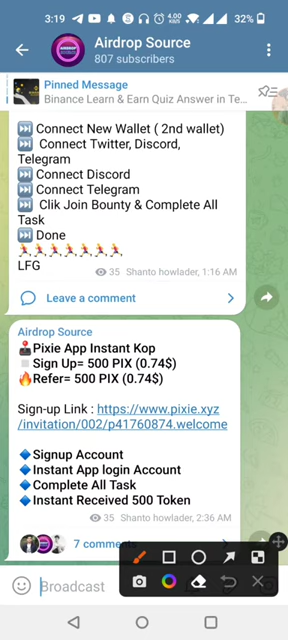 3:19
4.00
KB/S
32%
AIRDROP
Airdrop Source
807 subscribers
Pinned Message
Binance Learn & Earn Quiz Answer in Te...
Connect New Wallet ( 2nd wallet)
Connect Twitter, Discord,
Telegram
Connect Discord
Connect Telegram
Clik Join Bounty & Complete All
Task
Done
LFG
35 Shanto howlader, 1:16 AM
Leave a comment
Airdrop Source
Pixie App Instant Kop
Sign Up= 500 PIX (0.74$)
Refer= 500 PIX (0.74$)
Sign-up Link : https://www.pixie.xyz
/invitation/002/p41760874.welcome
Signup Account
Instant App login Account
Complete All Task
Instant Received 500 Token
35 Shanto howlader, 2:36 AM
7 comments
Broadcast